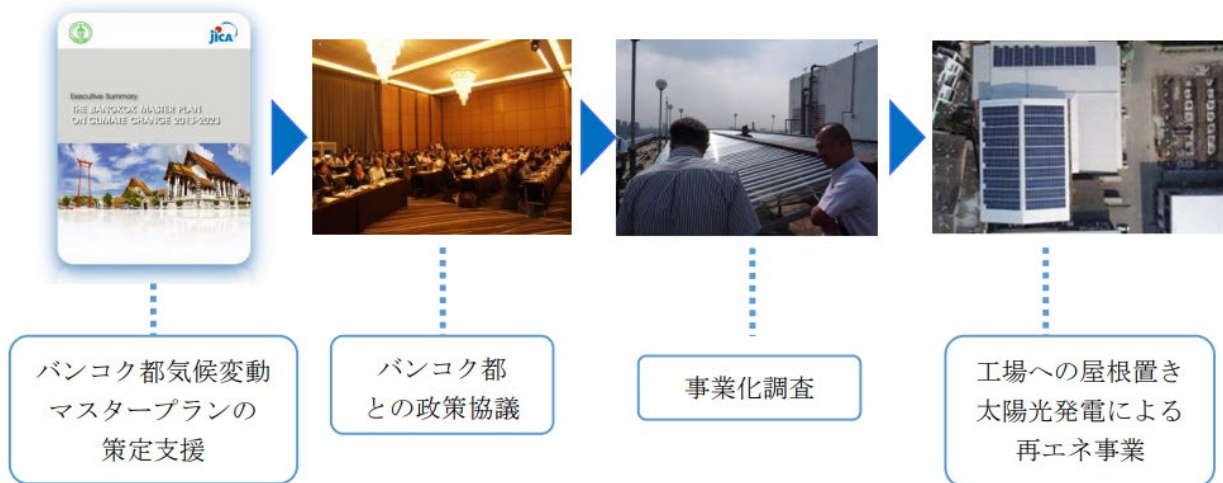 jICA
Executive Summary
THE BANGKOK MASTER PLAN
ON CLIMATE CHANGE 2013-2023
バンコク都気候変動
マスタープランの
策定支援
バンコク都
との政策協議
事業化調査
工場への屋根置き
太陽光発電による
再エネ事業